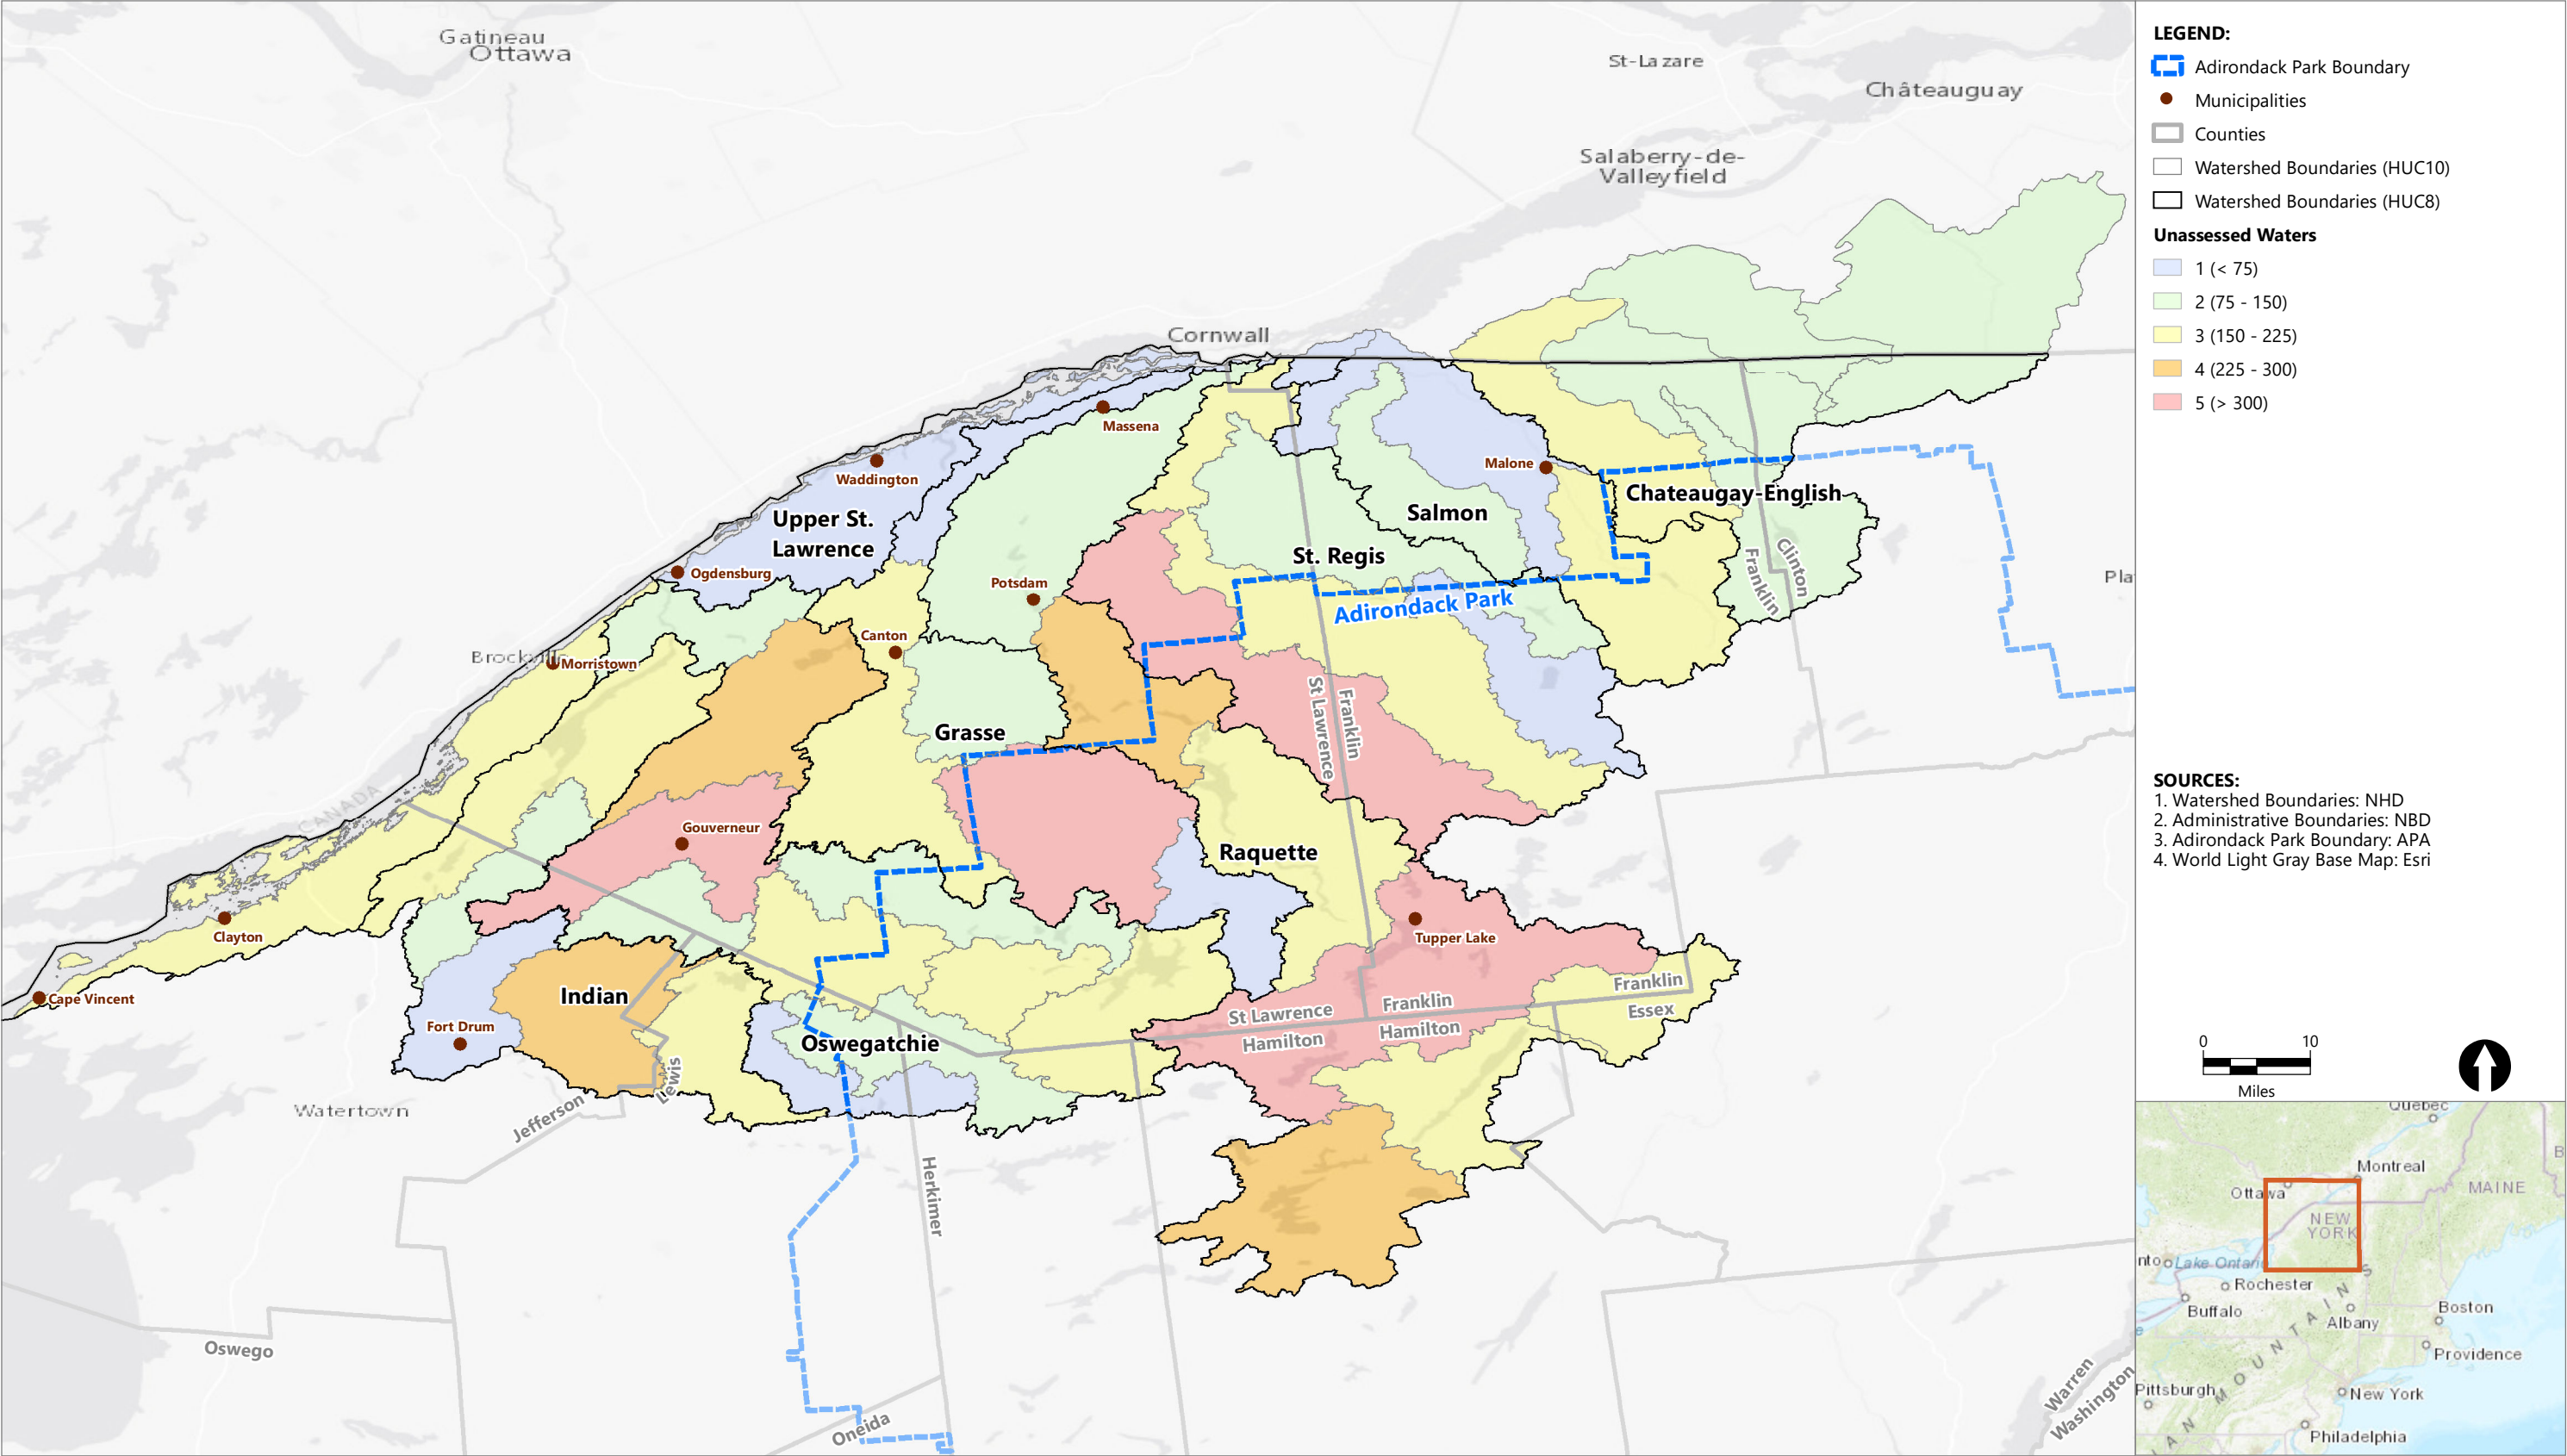 Gatineau
Ottawa
St-Lazare
Châteauguay
Salaberry-de-
Valleyfield
Cornwall
Massena
Waddington
Malone
Chateaugay-English
Upper St.
Lawrence
Salmon
St. Regis
Ogdensburg
Potsdam
Clinton
Franklin
Adirondack Park
Canton
Brockville
Morristown
St Lawrence
Franklin
Grasse
CANADA
Gouverneur
Raquette
Tupper Lake
Clayton
Cape Vincent
Indian
Fort Drum
Oswegatchie
St Lawrence
Franklin
Franklin
Essex
Hamilton
Hamilton
Lewis
Jefferson
Watertown
Herkimer
Oswego
Oneida
Warren
Washington
Pla
LEGEND:
Adirondack Park Boundary
Municipalities
Counties
Watershed Boundaries (HUC10)
Watershed Boundaries (HUC8)
Unassessed Waters
1 (< 75)
2 (75 - 150)
3 (150 - 225)
4 (225 - 300)
5 (> 300)
SOURCES:
1. Watershed Boundaries: NHD
2. Administrative Boundaries: NBD
3. Adirondack Park Boundary: APA
4. World Light Gray Base Map: Esri
0 10
Miles
Quebec
Montreal
Ottawa
MAINE
NEW
YORK
nto
Lake Ontario
Rochester
Buffalo
Boston
Albany
Providence
Pittsburgh
New York
Philadelphia
AN MOUNTAINS